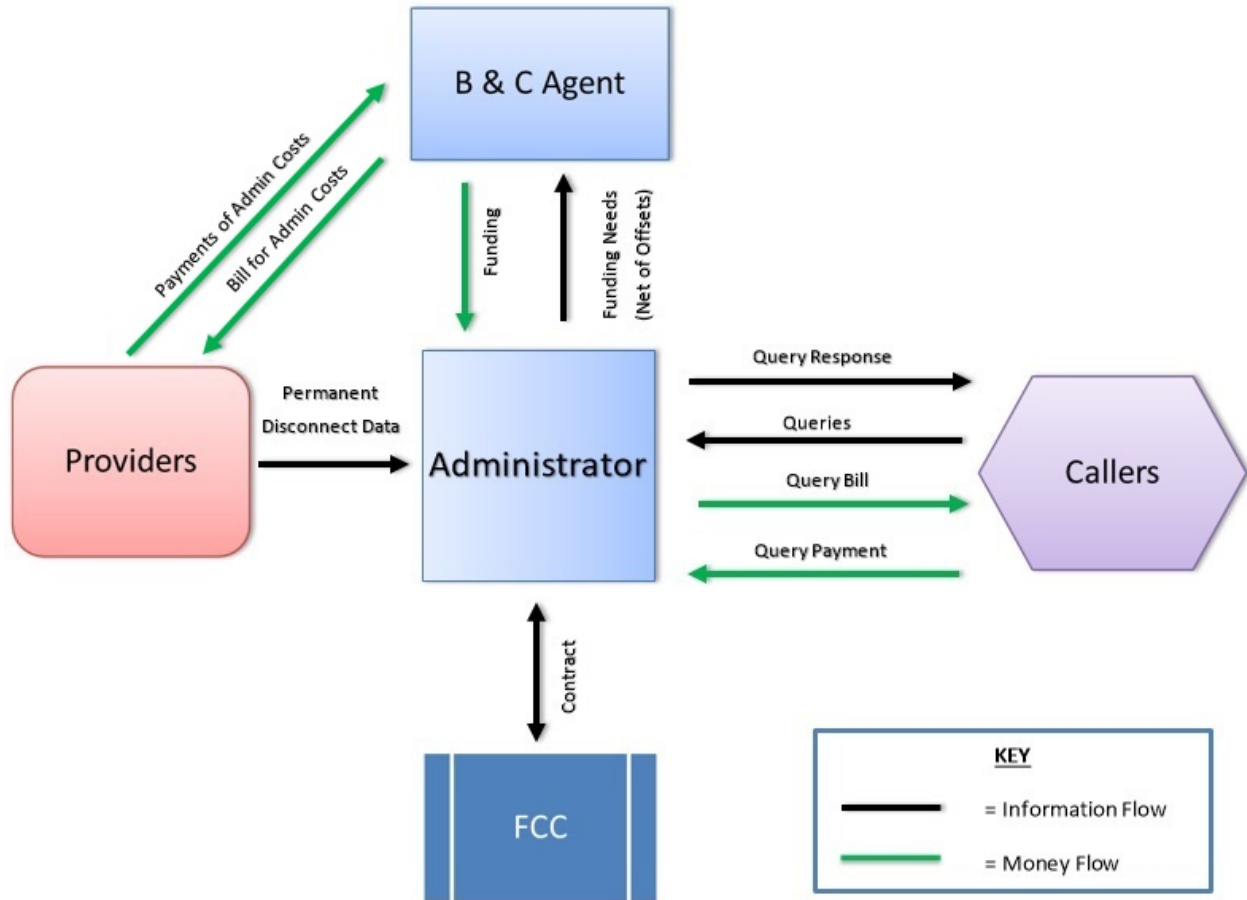 B & C Agent
Payments of Admin Costs
Bill for Admin Costs
Funding
Funding Needs
(Net of Offsets)
Providers
Permanent
Disconnect Data
Administrator
Query Response
Queries
Query Bill
Query Payment
Callers
Contract
FCC
KEY
= Information Flow
= Money Flow